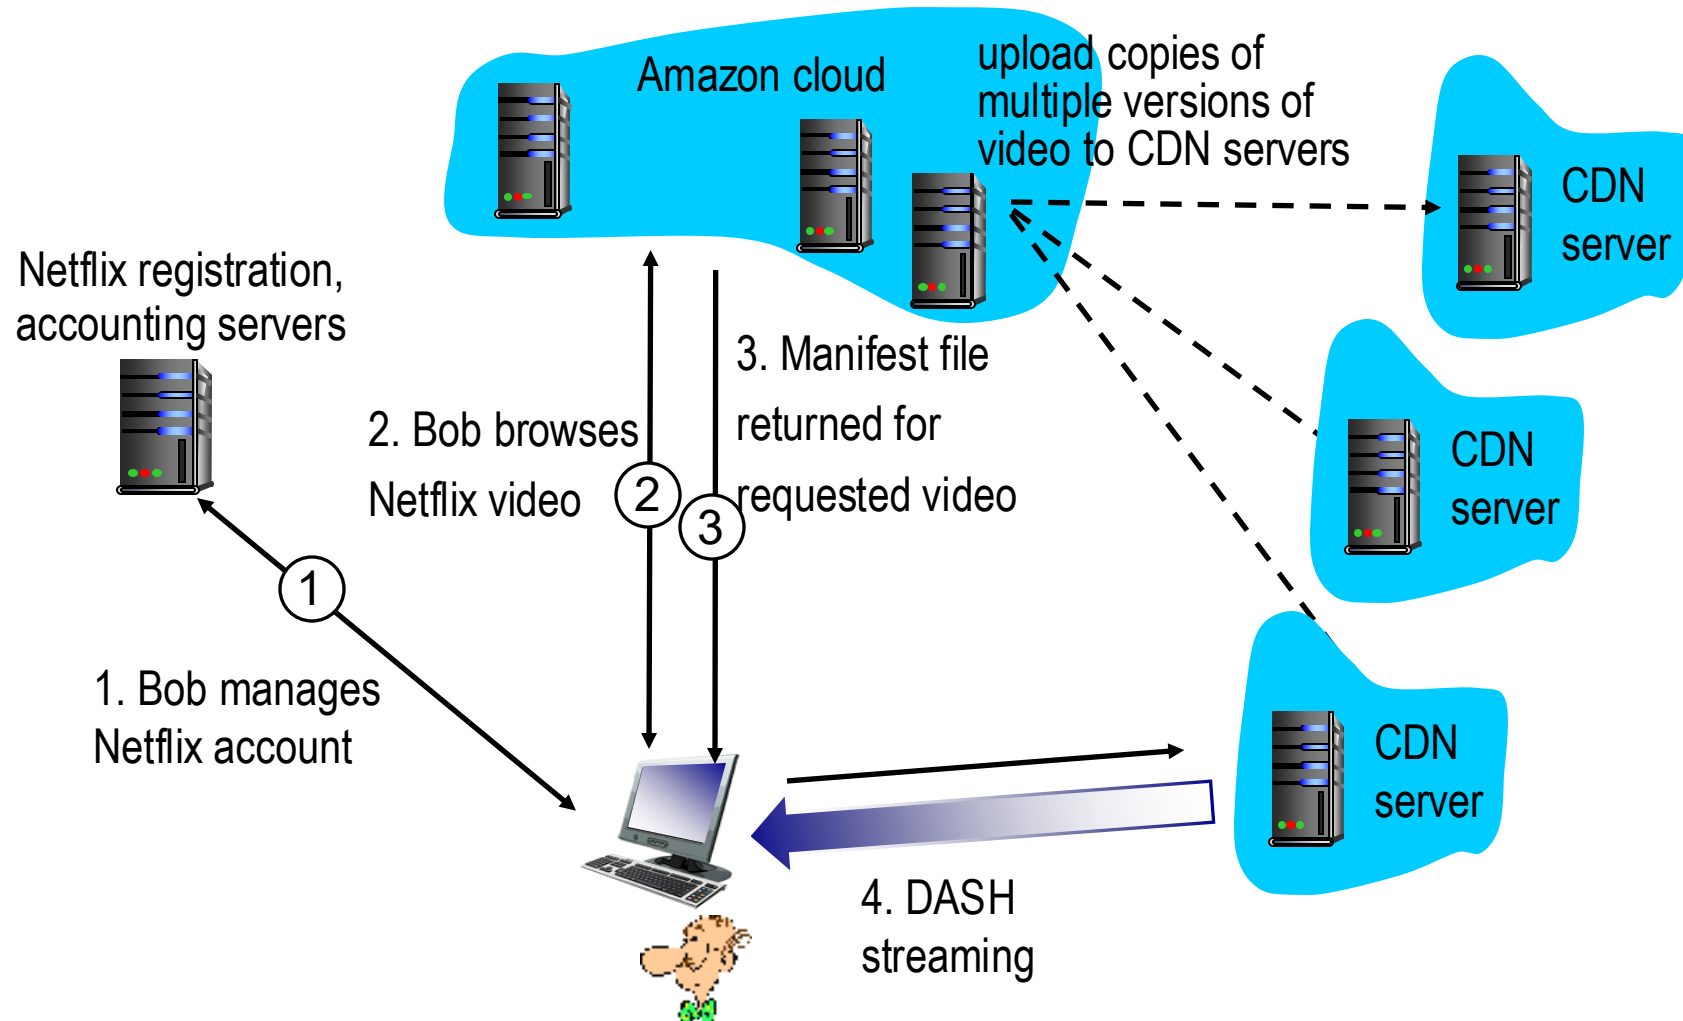 Amazon cloud
upload copies of
multiple versions of
video to CDN servers
CDN
server
Netflix registration,
accounting servers
3. Manifest file
returned for
requested video
2. Bob browses
Netflix video
2
3
CDN
server
1
1. Bob manages
Netflix account
CDN
server
4. DASH
streaming